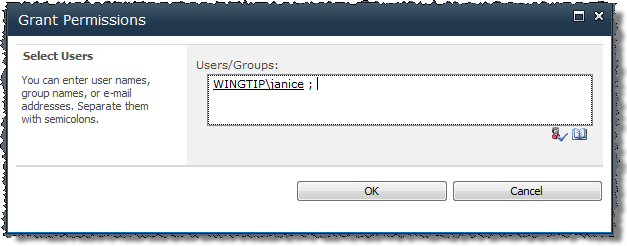 Grant Permissions
Select Users
You can enter user names,
group names, or e-mail
addresses. Separate them
with semicolons.
Users/Groups:
WINGTIP\janice ;
OK
Cancel